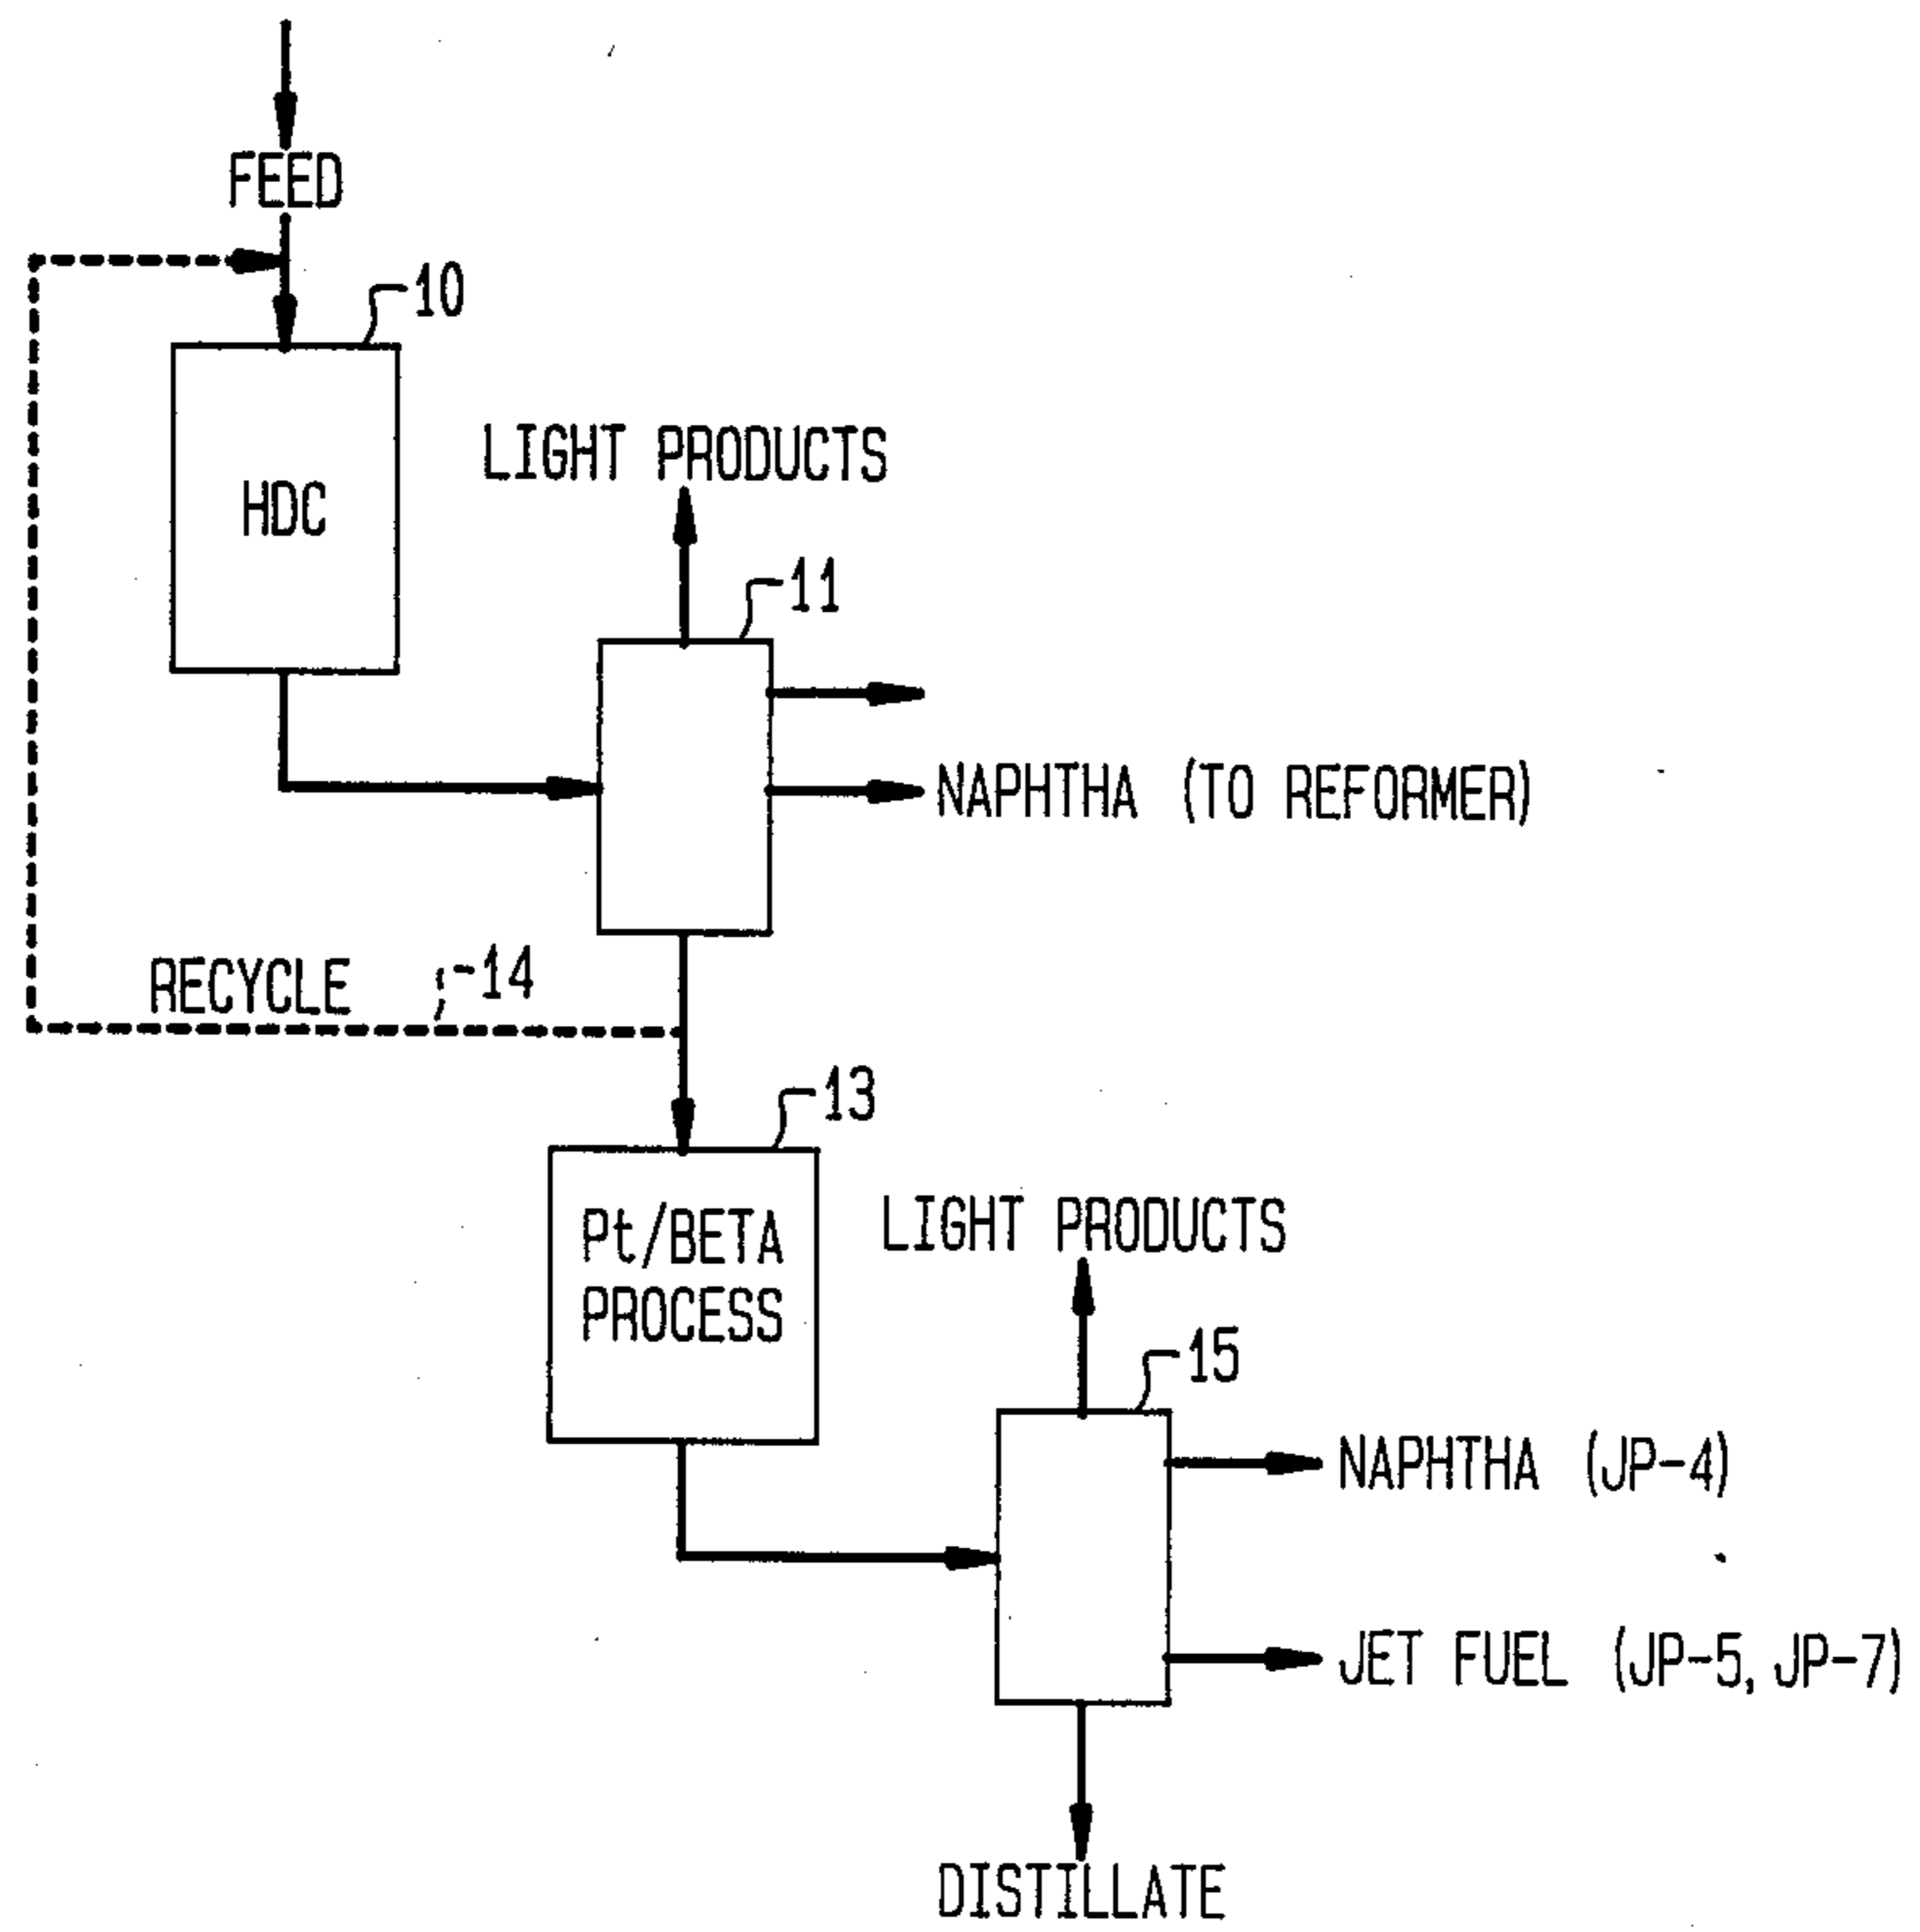 FEED
10
HDC
LIGHT PRODUCTS
11
NAPHTHA (TO REFORMER)
RECYCLE
14
13
Pt/BETA
PROCESS
LIGHT PRODUCTS
15
NAPHTHA (JP-4)
JET FUEL (JP-5, JP-7)
DISTILLATE